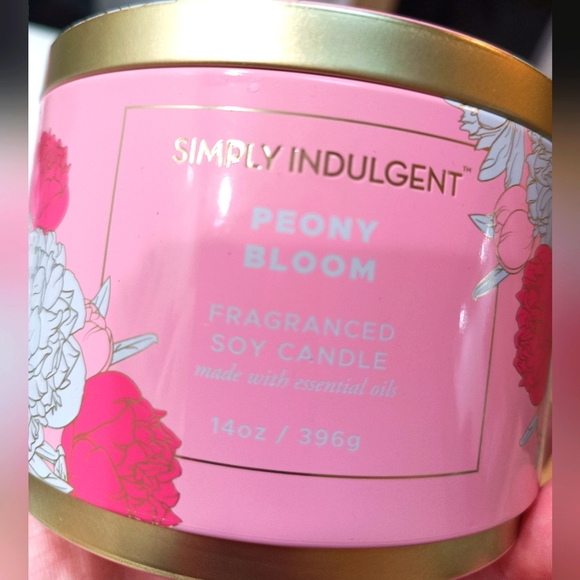 SIMPLY INDULGENT™
PEONY
BLOOM
FRAGRANCED
SOY CANDLE
made with essential oils
14oz / 396g